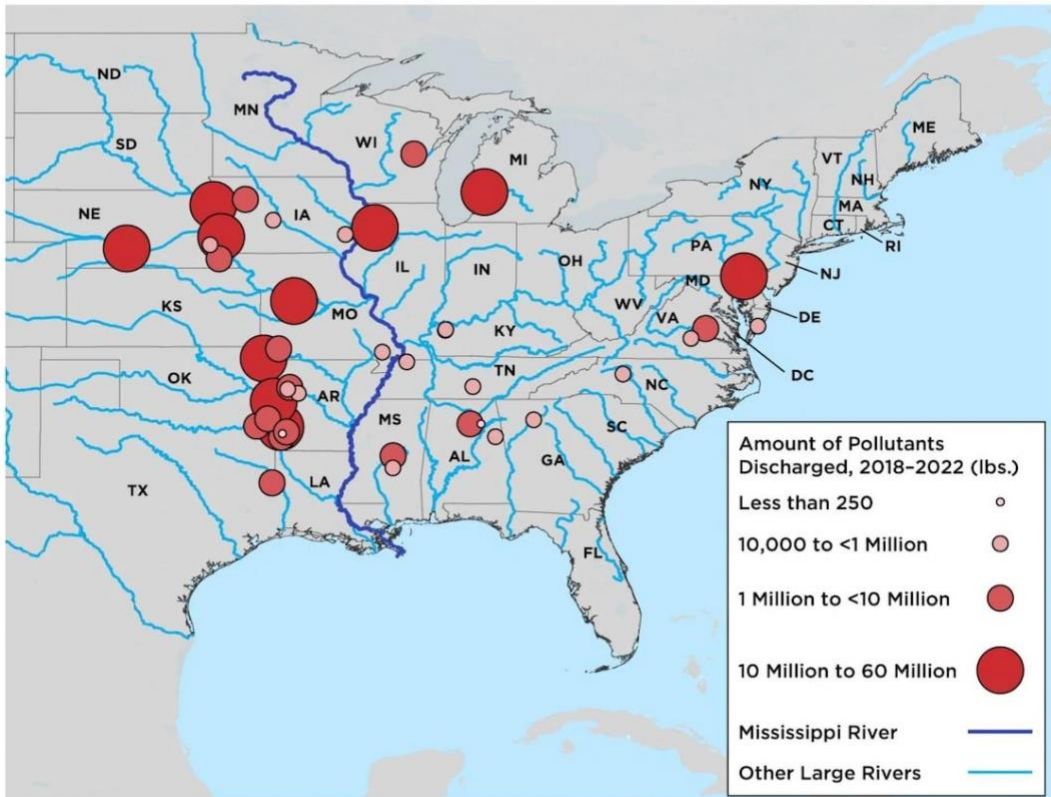 ND
MN
ME
SD
WI
VT
MI
NH
NY
MA
NE
IA
CT
RI
PA
IL
IN
OH
NJ
MD
KS
MO
WV
DE
VA
KY
DC
OK
TN
AR
NC
MS
SC
AL
GA
TX
LA
FL
Amount of Pollutants
Discharged, 2018–2022 (lbs.)
Less than 250
10,000 to <1 Million
1 Million to <10 Million
10 Million to 60 Million
Mississippi River
Other Large Rivers